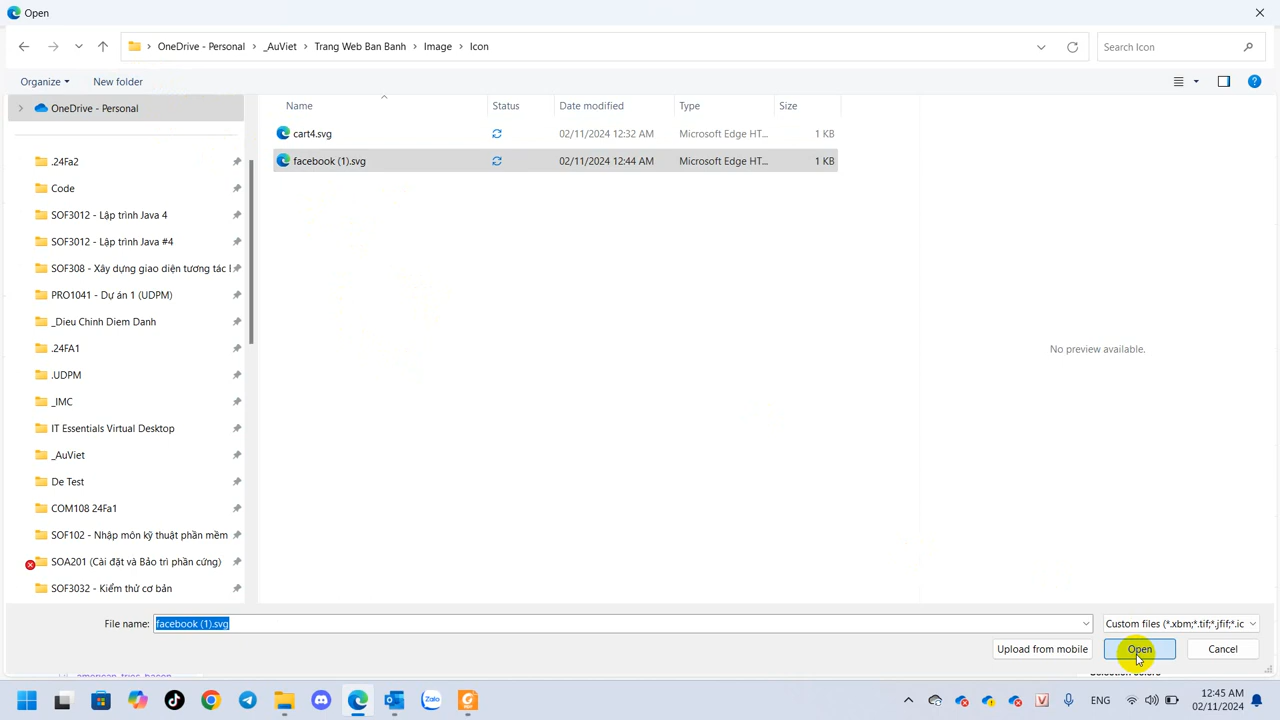 Open
OneDrive - Personal > _AuViet > Trang Web Ban Banh > Image > Icon
Search Icon
Organize
New folder
OneDrive - Personal
Name Status Date modified Type Size
cart4.svg 02/11/2024 12:32 AM Microsoft Edge HT... 1 KB
facebook (1).svg 02/11/2024 12:44 AM Microsoft Edge HT... 1 KB
.24Fa2
Code
SOF3012 - Lập trình Java 4
SOF3012 - Lập trình Java #4
SOF308 - Xây dựng giao diện tương tác
PRO1041 - Dự án 1 (UDPM)
_Dieu Chinh Diem Danh
.24FA1
.UDPM
_IMC
IT Essentials Virtual Desktop
_AuViet
De Test
COM108 24Fa1
SOF102 - Nhập môn kỹ thuật phần mềm
SOA201 (Cài đặt và Bảo trì phần cứng)
SOF3032 - Kiểm thử cơ bản
No preview available.
File name: facebook (1).svg
Custom files (*.xbm;*.tif;*.jfif;*.ic
Upload from mobile
Open
Cancel
Zalo
ENG
12:45 AM
02/11/2024